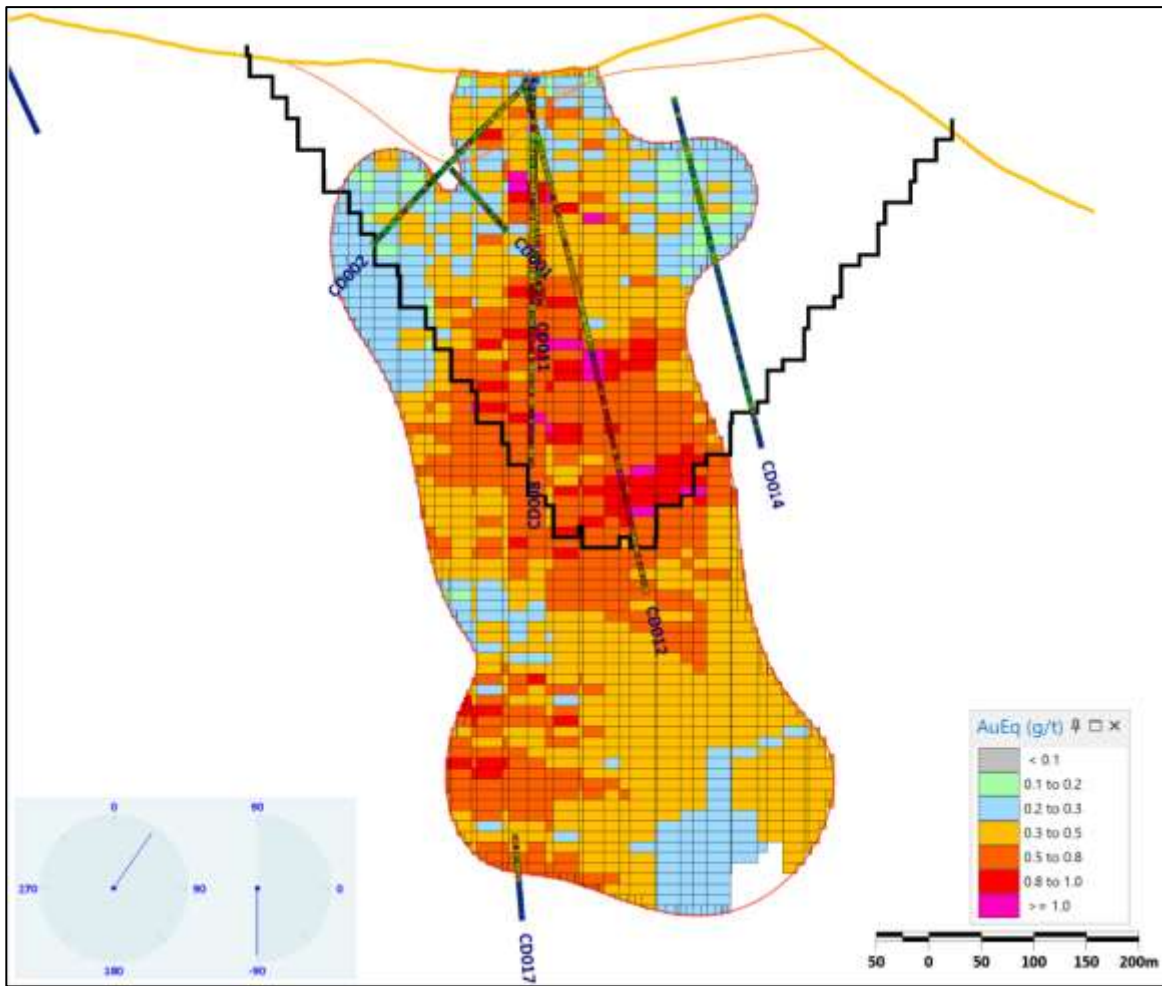 CD002
CD001
CD011
CD008
CD014
CD012
CD017
AuEq (g/t)
< 0.1
0.1 to 0.2
0.2 to 0.3
0.3 to 0.5
0.5 to 0.8
0.8 to 1.0
>= 1.0
0
90
180
270
90
0
-90
50 0 50 100 150 200m